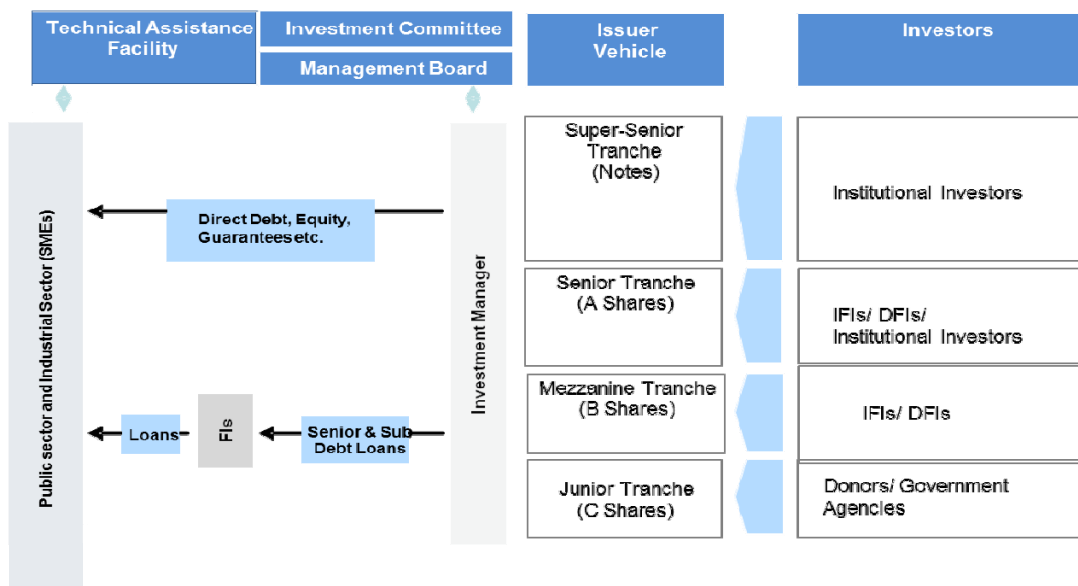 Technical Assistance
Facility
Investment Committee
Management Board
Issuer
Vehicle
Investors
Public sector and Industrial Sector (SMEs)
Direct Debt, Equity,
Guarantees etc.
Loans
FIs
Senior & Sub
Debt Loans
Investment Manager
Super-Senior
Tranche
(Notes)
Institutional Investors
Senior Tranche
(A Shares)
IFIs/ DFIs/
Institutional Investors
Mezzanine Tranche
(B Shares)
IFIs/ DFIs
Junior Tranche
(C Shares)
Donors/ Government
Agencies